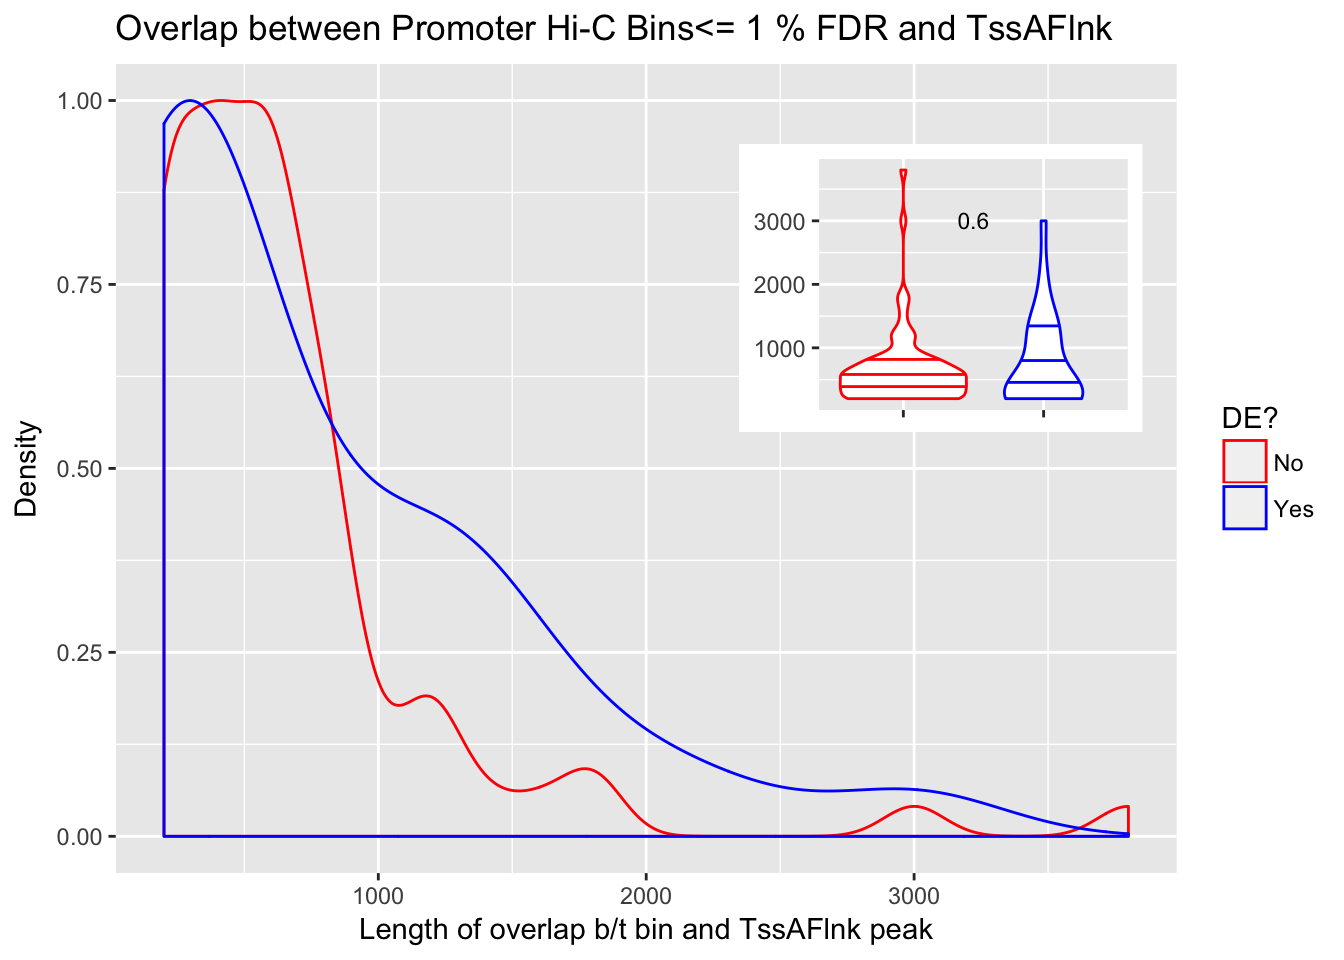 Overlap between Promoter Hi-C Bins<= 1 % FDR and TssAFlnk
Density
1.00
0.75
0.50
0.25
0.00
1000
2000
3000
Length of overlap b/t bin and TssAFlnk peak
3000
2000
1000
0.6
DE?
No
Yes